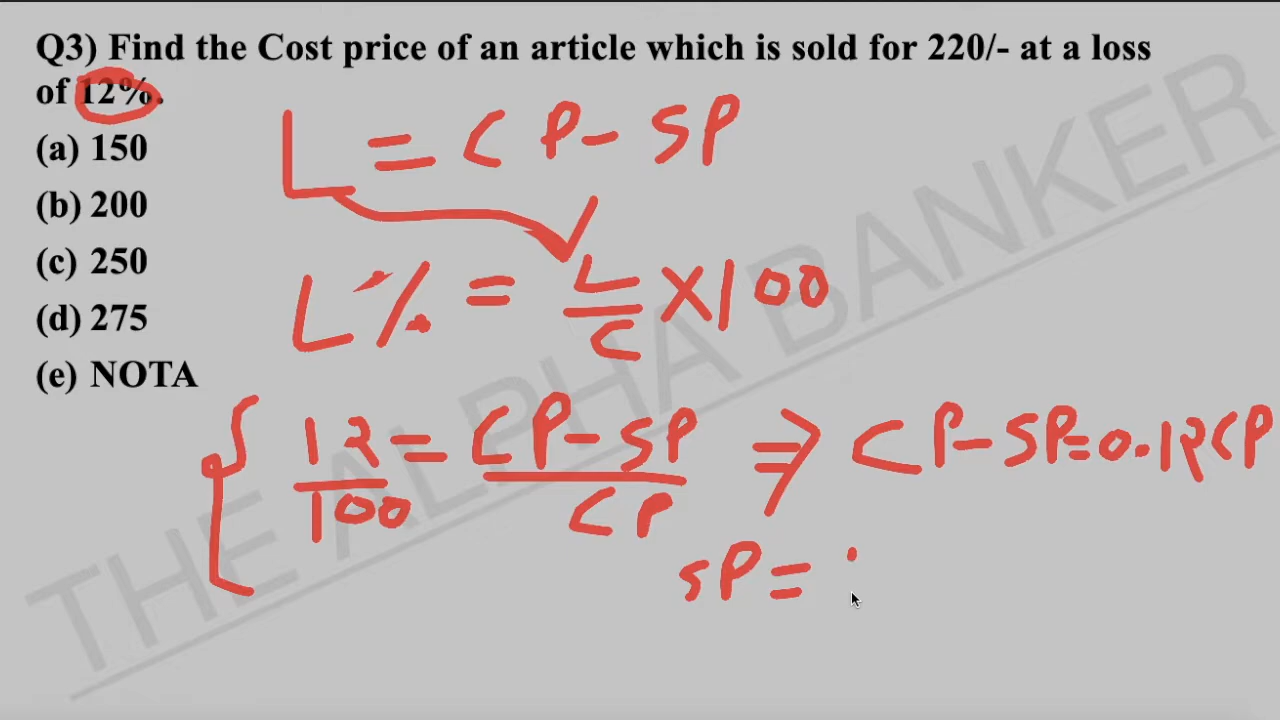 Q3) Find the Cost price of an article which is sold for 220/- at a loss
of 12%.
(a) 150
(b) 200
(c) 250
(d) 275
(e) NOTA
L = CP - SP
L% = L/C X 100
12/100 = CP-SP/CP ⇒ CP-SP=0.12CP
SP =
THE ALPHA BANKER